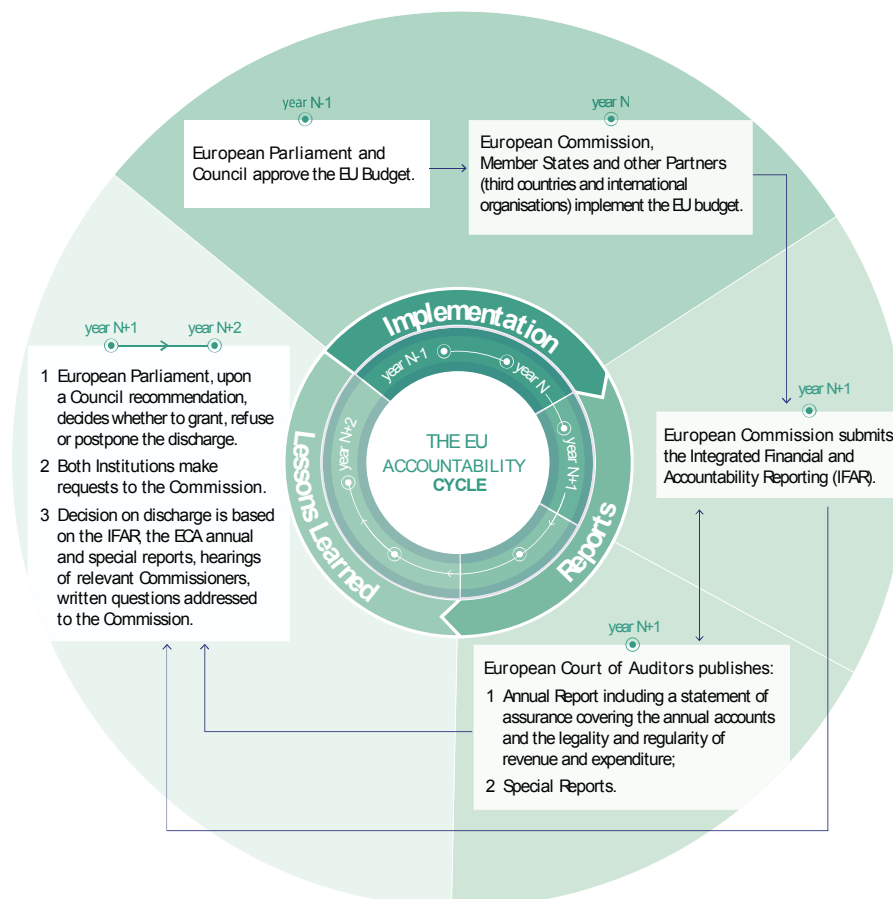 year N-1
European Parliament and
Council approve the EU Budget.
year N
European Commission,
Member States and other Partners
(third countries and international
organisations) implement the EU budget.
year N+1
European Commission submits
the Integrated Financial and
Accountability Reporting (IFAR).
year N+1
European Court of Auditors publishes:
1 Annual Report including a statement of
assurance covering the annual accounts
and the legality and regularity of
revenue and expenditure;
2 Special Reports.
year N+1
year N+2
1 European Parliament, upon
a Council recommendation,
decides whether to grant, refuse
or postpone the discharge.
2 Both Institutions make
requests to the Commission.
3 Decision on discharge is based
on the IFAR, the ECA annual
and special reports, hearings
of relevant Commissioners,
written questions addressed
to the Commission.
Implementation
Reports
Lessons Learned
year N-1
year N
year N+1
year N+2
THE EU
ACCOUNTABILITY
CYCLE